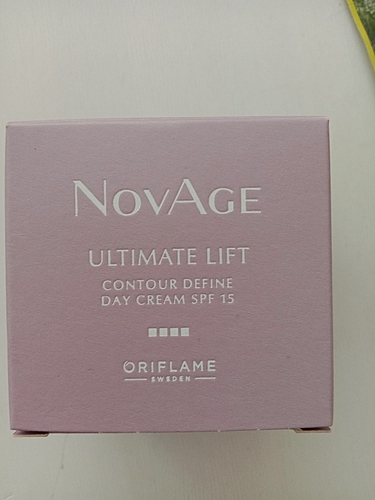 NOVAGE
ULTIMATE LIFT
CONTOUR DEFINE
DAY CREAM SPF 15
ORIFLAME
SWEDEN